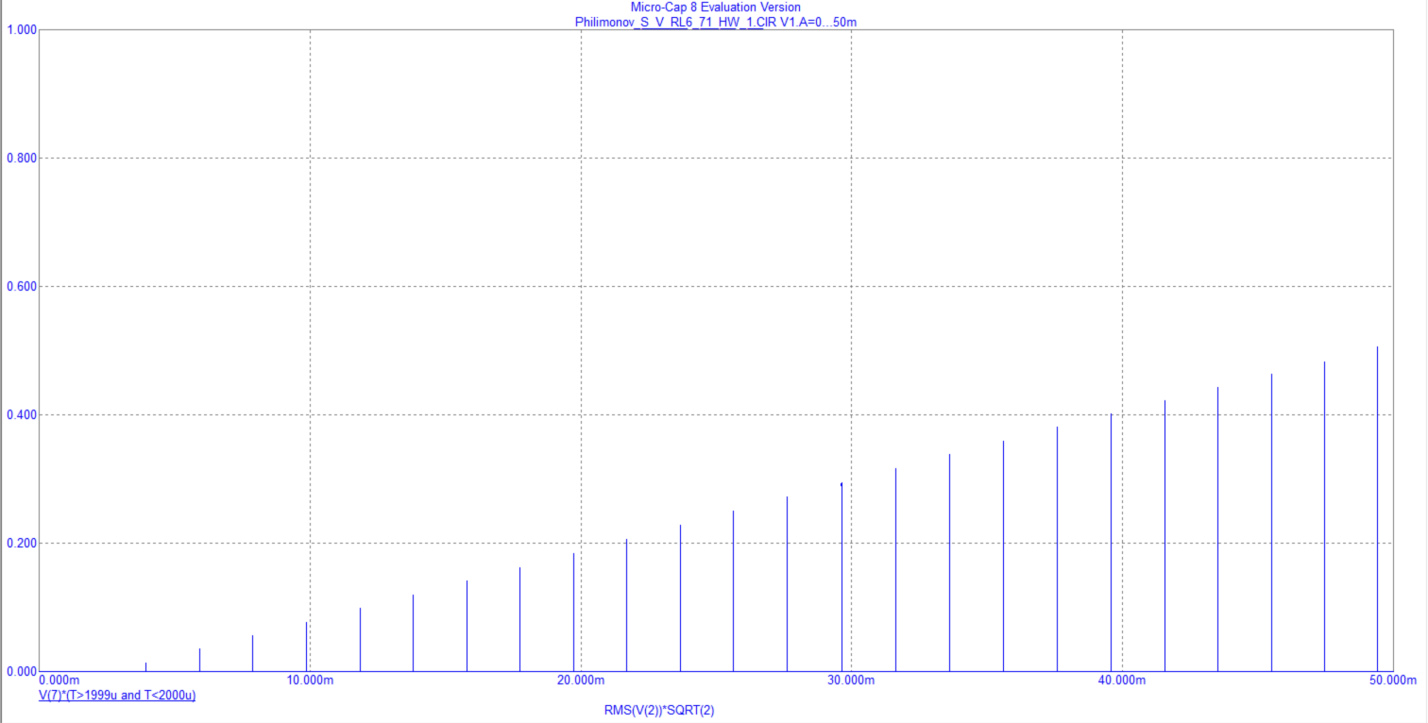 Micro-Cap 8 Evaluation Version
Philimonov_S_V_RL6_71_HW_1.CIR V1.A=0...50m
1.000
0.800
0.600
0.400
0.200
0.000
0.000m 10.000m 20.000m 30.000m 40.000m 50.000m
V(7)*(T>1999u and T<2000u)
RMS(V(2))*SQRT(2)